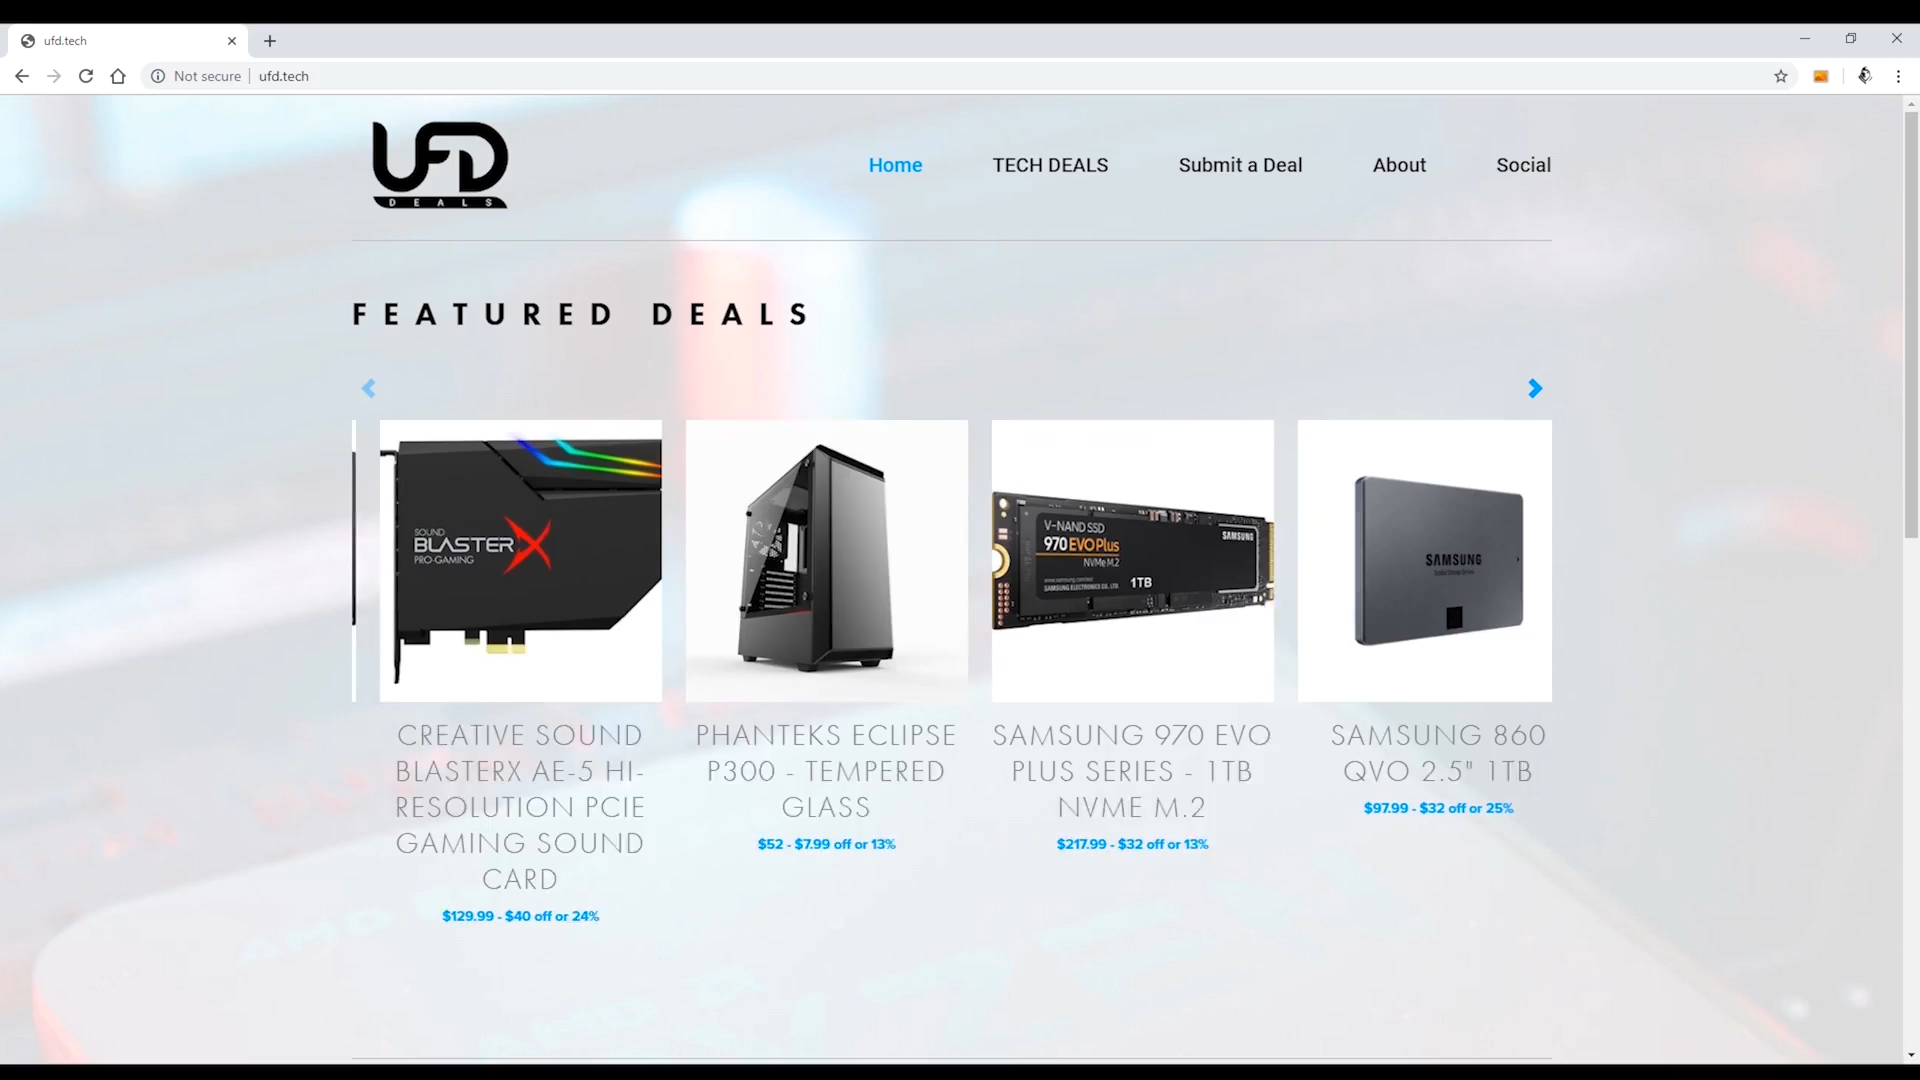 ufd.tech
Not secure
ufd.tech
UFD
DEALS
Home
TECH DEALS
Submit a Deal
About
Social
FEATURED DEALS
SOUND
BLASTERX
PRO-GAMING
V-NAND SSD
970 EVO Plus
NVMe M.2
SAMSUNG
1TB
SAMSUNG ELECTRONICS CO., LTD.
SAMSUNG
CREATIVE SOUND
BLASTERX AE-5 HI-
RESOLUTION PCIE
GAMING SOUND
CARD
$129.99 - $40 off or 24%
PHANTEKS ECLIPSE
P300 - TEMPERED
GLASS
$52 - $7.99 off or 13%
SAMSUNG 970 EVO
PLUS SERIES - 1TB
NVME M.2
$217.99 - $32 off or 13%
SAMSUNG 860
QVO 2.5" 1TB
$97.99 - $32 off or 25%